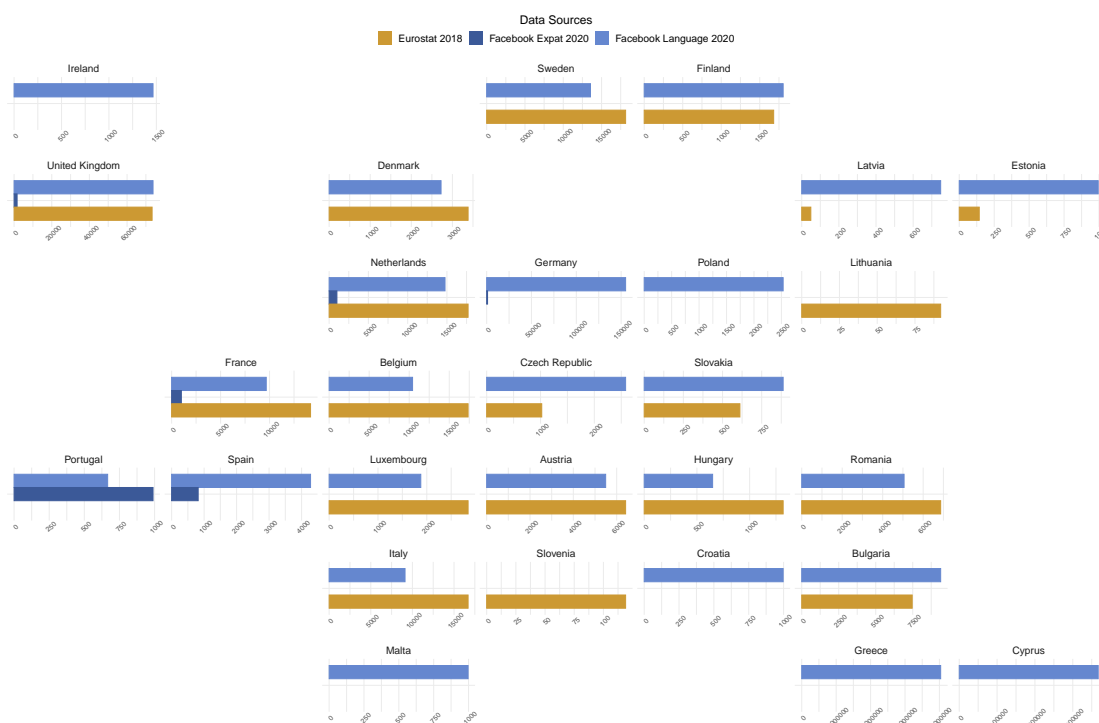 Data Sources
Eurostat 2018 Facebook Expat 2020 Facebook Language 2020
Ireland Sweden Finland
0 500 1000 1500 0 5000 10000 15000 0 500 1000 1500
United Kingdom Denmark Latvia Estonia
0 20000 40000 60000 0 1000 2000 3000 0 250 500 750 0 250 500 750
Netherlands Germany Poland Lithuania
0 5000 10000 15000 0 50000 100000 150000 0 500 1000 1500 2000 2500 0 25 50 75
France Belgium Czech Republic Slovakia
0 5000 10000 0 5000 10000 15000 0 1000 2000 0 250 500 750
Portugal Spain Luxembourg Austria Hungary Romania
0 250 500 750 1000 0 1000 2000 3000 4000 0 1000 2000 0 2000 4000 6000 0 500 1000 0 2000 4000 6000
Italy Slovenia Croatia Bulgaria
0 5000 10000 15000 0 25 50 75 100 0 250 500 750 1000 0 2500 5000 7500
Malta Greece Cyprus
0 250 500 750 1000 0 0